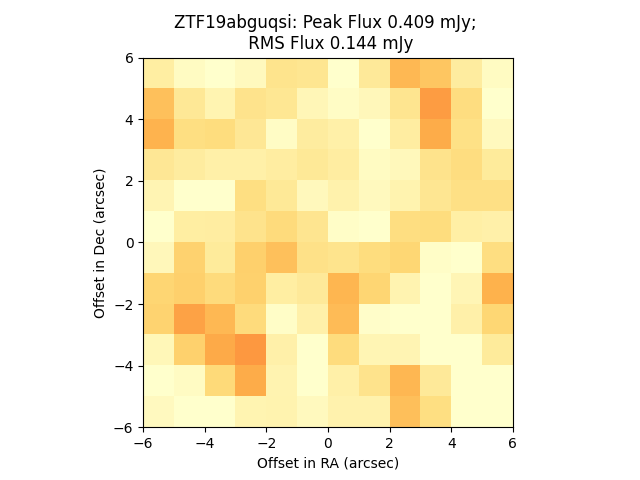 ZTF19abguqsi: Peak Flux 0.409 mJy;
RMS Flux 0.144 mJy
6
4
2
0
−2
−4
−6
Offset in Dec (arcsec)
−6 −4 −2 0 2 4 6
Offset in RA (arcsec)